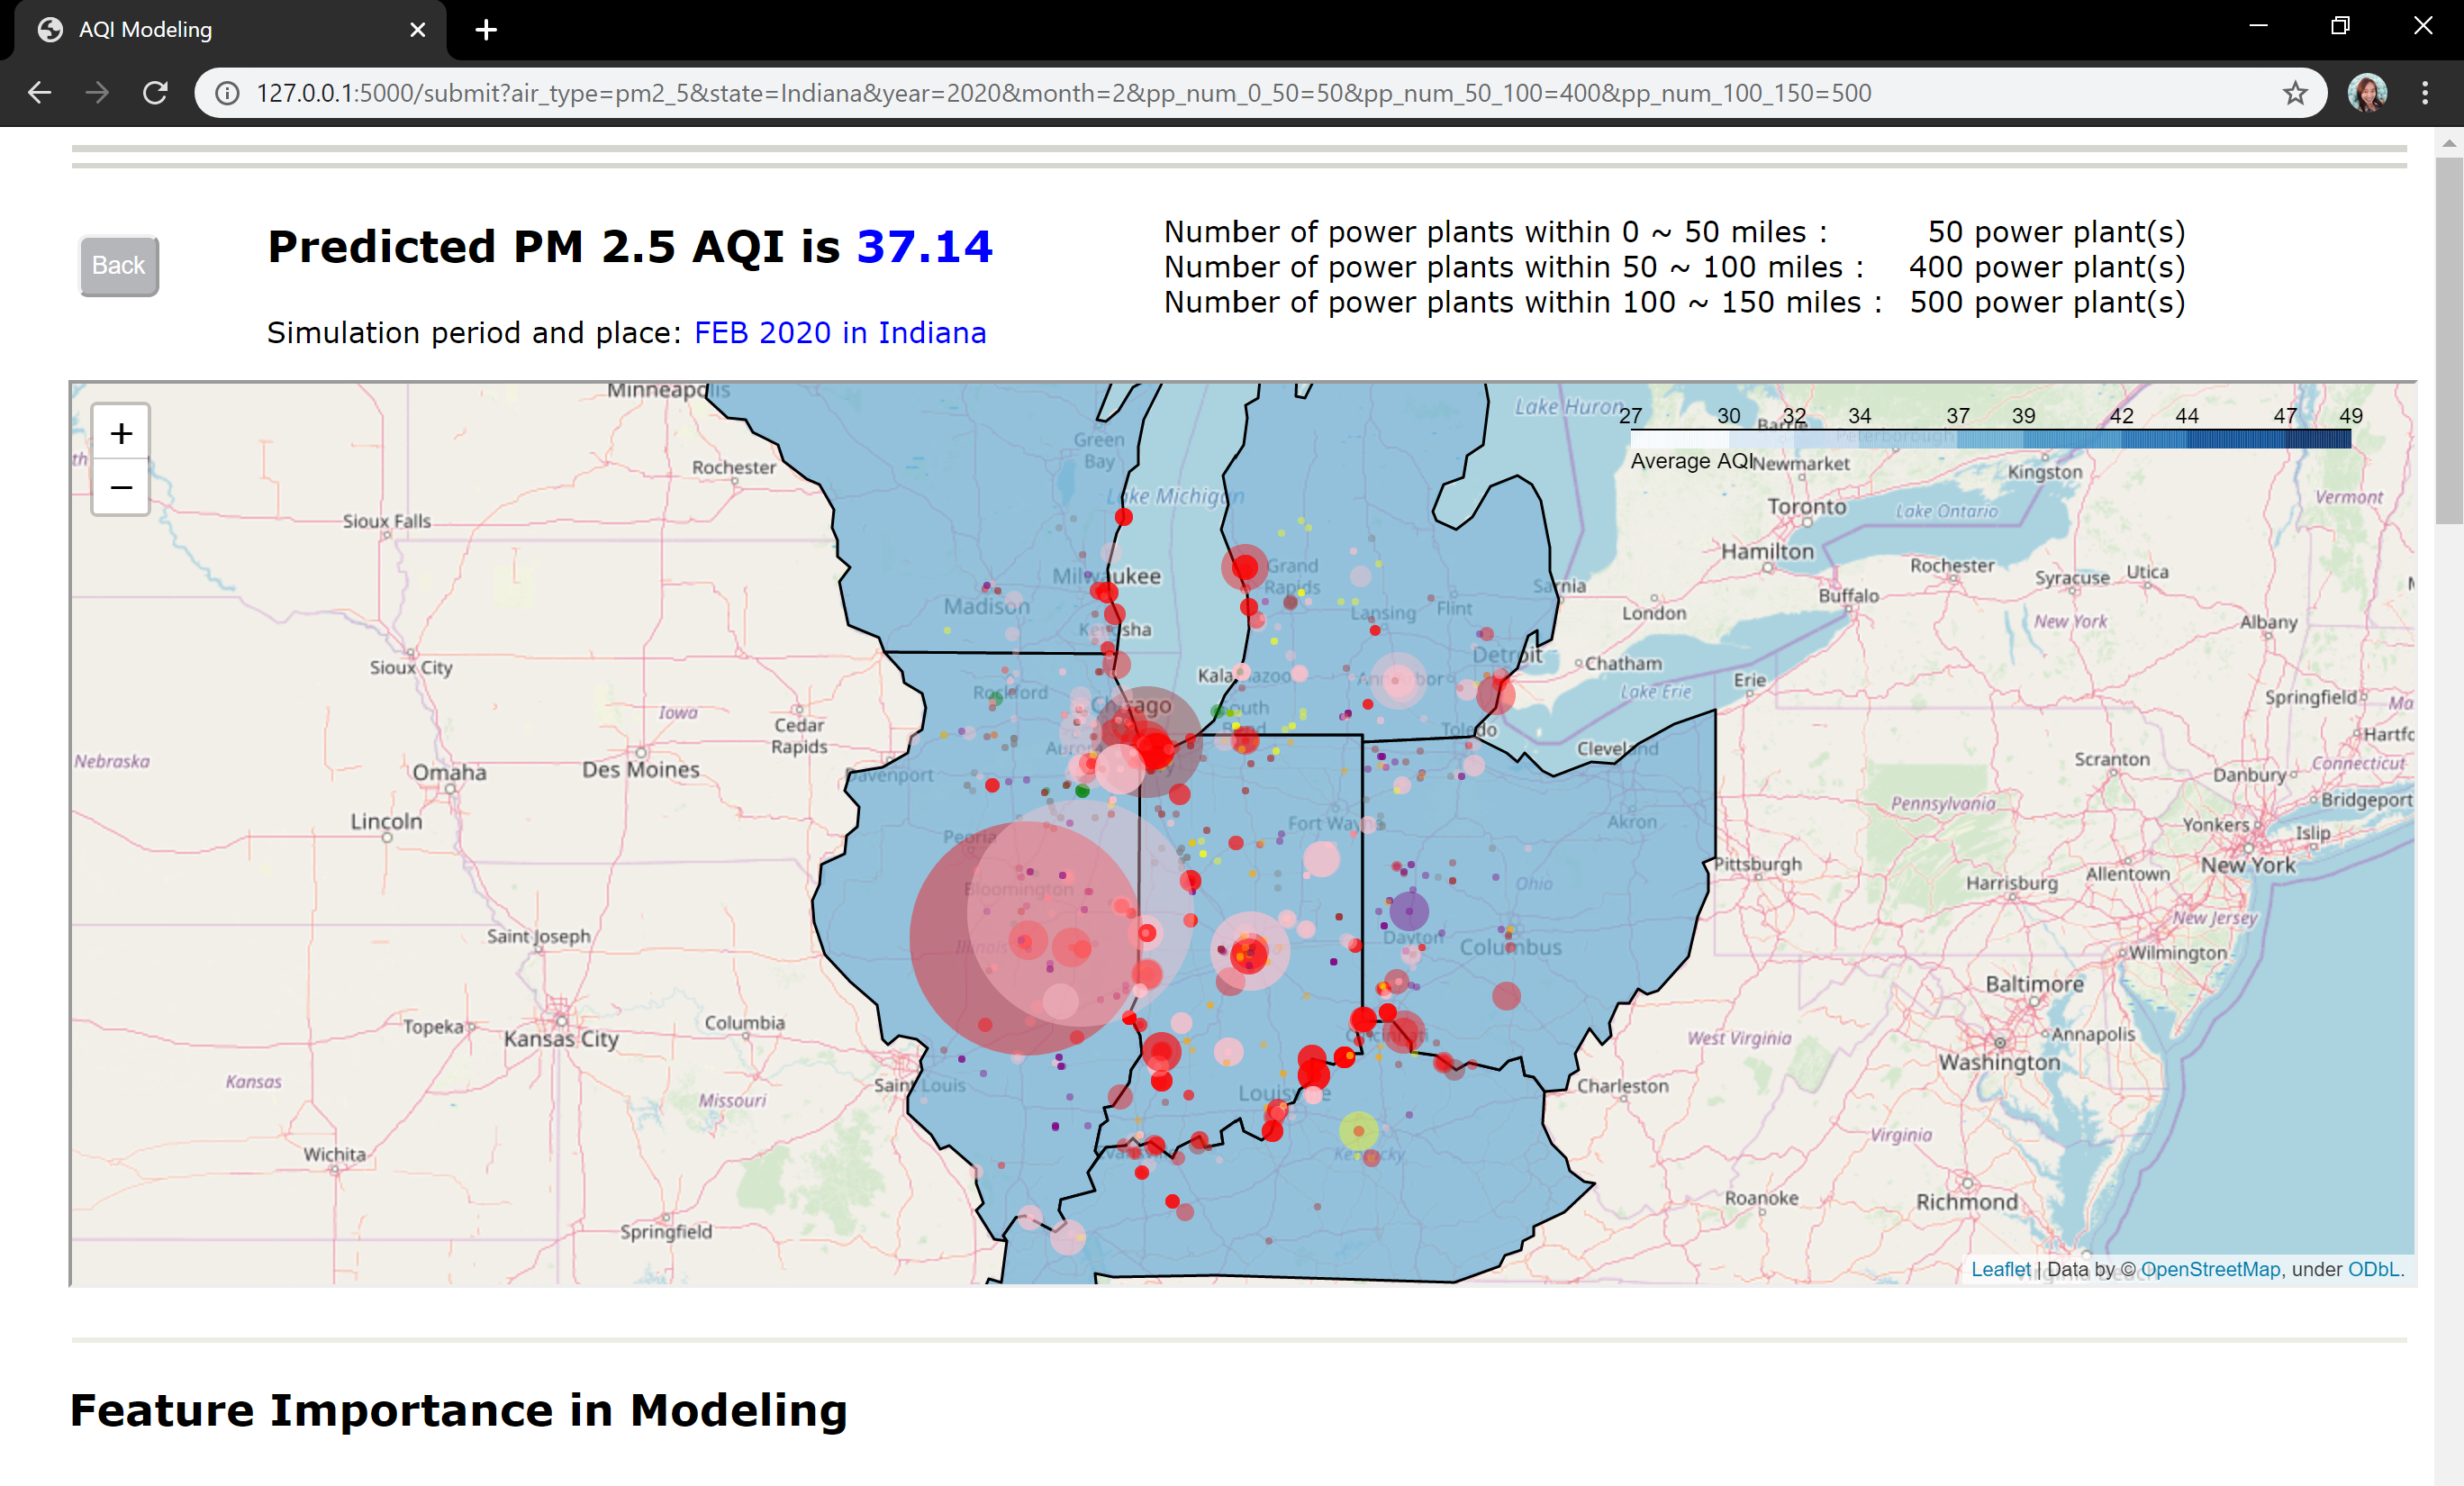 AQI Modeling
127.0.0.1:5000/submit?air_type=pm2_5&state=Indiana&year=2020&month=2&pp_num_0_50=50&pp_num_50_100=400&pp_num_100_150=500
Back
Predicted PM 2.5 AQI is 37.14
Simulation period and place: FEB 2020 in Indiana
Number of power plants within 0 ~ 50 miles : 50 power plant(s)
Number of power plants within 50 ~ 100 miles : 400 power plant(s)
Number of power plants within 100 ~ 150 miles : 500 power plant(s)
+
−
27 30 32 34 37 39 42 44 47 49
Average AQI
Minneapolis
Lake Huron
Barrie
Peterborough
Green Bay
Rochester
Newmarket
Kingston
Lake Michigan
Vermont
Sioux Falls
Toronto
Lake Ontario
Hamilton
Rochester
Syracuse
Utica
Milwaukee
Grand Rapids
Sarnia
Buffalo
Madison
Lansing
Flint
London
New York
Albany
Kenosha
Sioux City
Detroit
Chatham
Kalamazoo
Ann Arbor
Erie
Lake Erie
Springfield
Rockford
Iowa
Cedar Rapids
Chicago
South Bend
Toledo
Cleveland
Hartfo
Aurora
Nebraska
Omaha
Des Moines
Davenport
Scranton
Danbury
Connecticut
Lincoln
Fort Wayne
Akron
Pennsylvania
Bridgeport
Yonkers
Islip
Peoria
Pittsburgh
New York
Bloomington
Ohio
Harrisburg
Allentown
New Jersey
Saint Joseph
Illinois
Dayton
Columbus
Wilmington
Baltimore
Topeka
Kansas City
Columbia
Cincinnati
West Virginia
Annapolis
Washington
Kansas
Missouri
Saint Louis
Louisville
Charleston
Wichita
Kentucky
Virginia
Springfield
Roanoke
Richmond
Leaflet | Data by © OpenStreetMap, under ODbL.
Feature Importance in Modeling